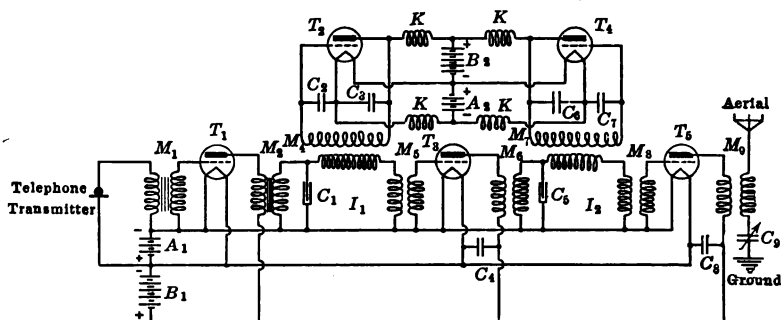 K K
T2 T4
B2
C2 C3 A2 C6 C7
K K
M4 M7
M1 T1 M2 M5 T3 M6 M8 T5 M9 Aerial
Telephone
Transmitter
C1 I1 C5 I2
A1 C4 C8 C9
B1 Ground
- + - +
+ - + -